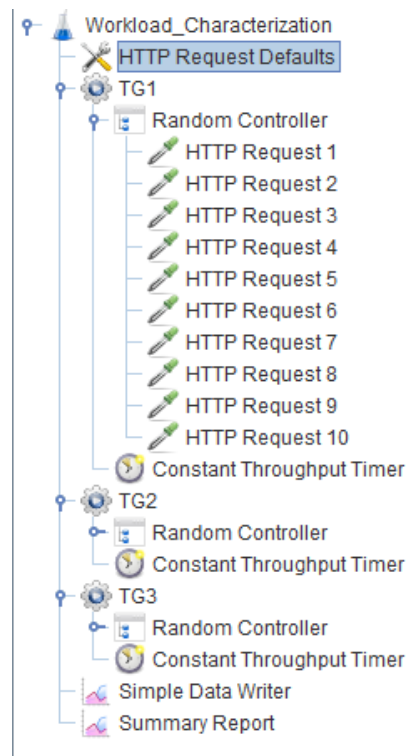 Workload_Characterization
HTTP Request Defaults
TG1
Random Controller
HTTP Request 1
HTTP Request 2
HTTP Request 3
HTTP Request 4
HTTP Request 5
HTTP Request 6
HTTP Request 7
HTTP Request 8
HTTP Request 9
HTTP Request 10
Constant Throughput Timer
TG2
Random Controller
Constant Throughput Timer
TG3
Random Controller
Constant Throughput Timer
Simple Data Writer
Summary Report